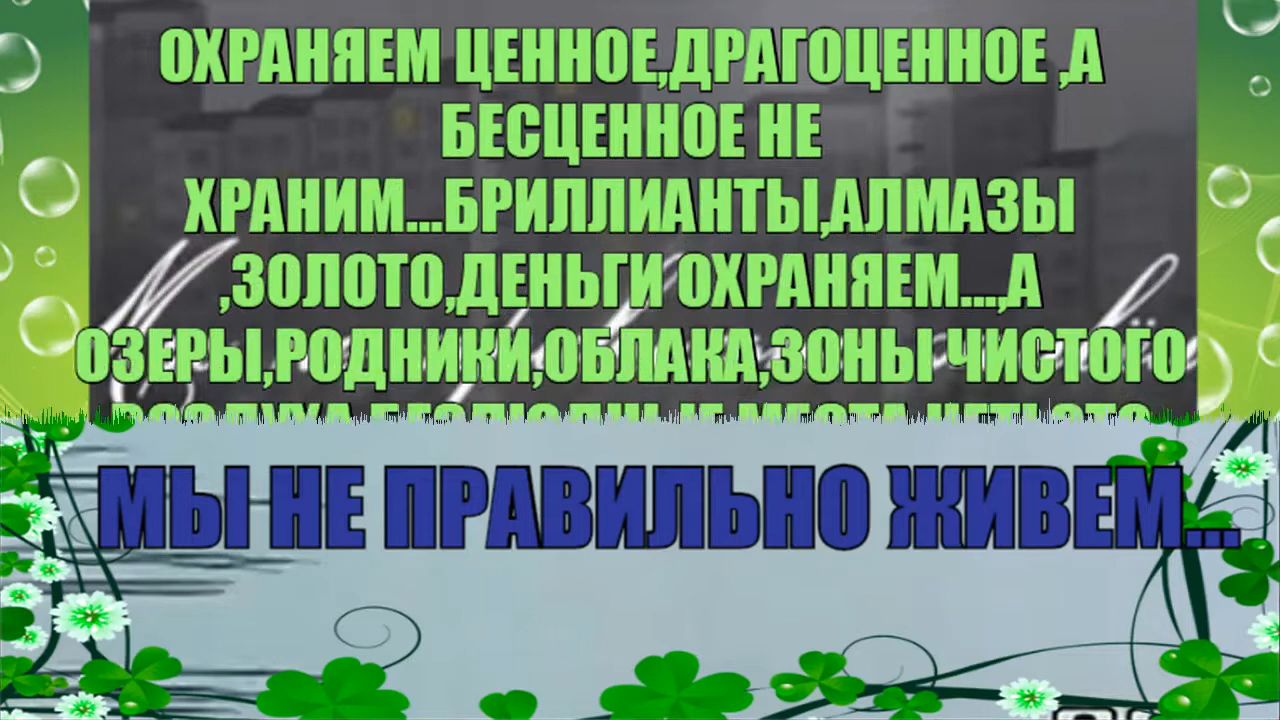 ОХРАНЯЕМ ЦЕННОЕ,ДРАГОЦЕННОЕ ,А
БЕСЦЕННОЕ НЕ
ХРАНИМ...БРИЛЛИАНТЫ,АЛМАЗЫ
,ЗОЛОТО,ДЕНЬГИ ОХРАНЯЕМ...,А
ОЗЕРЫ,РОДНИКИ,ОБЛАКА,ЗОНЫ ЧИСТОГО
МЫ НЕ ПРАВИЛЬНО ЖИВЕМ...